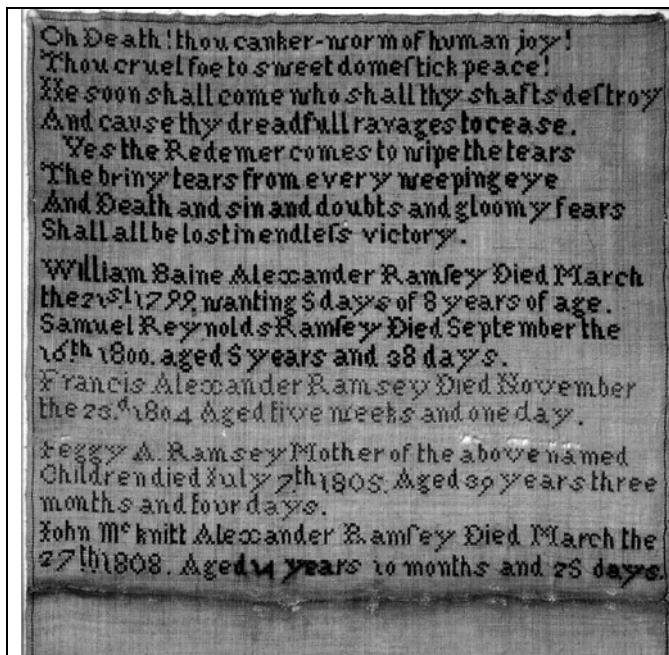 Oh Death! thou canker-worm of human joy!
Thou cruel foe to sweet domeſtick peace!
He soon shall come who shall thy shafts deſtroy
And cause thy dreadfull ravages to cease.
Yes the Redemer comes to wipe the tears
The briny tears from every weeping eye
And Death and sin and doubts and gloomy fears
Shall all be lost in endleſs victory.
William Baine Alexander Ramſey Died March
the 21st. 1799. wanting 5 days of 8 years of age.
Samuel Reynolds Ramſey Died September the
16th 1800. aged 5 years and 38 days.
Francis Alexander Ramsey Died November
the 23.d 1804 Aged five weeks and one day.
Peggy A. Ramsey Mother of the above named
Children died July 7th 1805. Aged 39 years three
months and four days.
John Mc knitt Alexander Ramſey Died March the
27th 1808. Aged 14 years 10 months and 25 days.